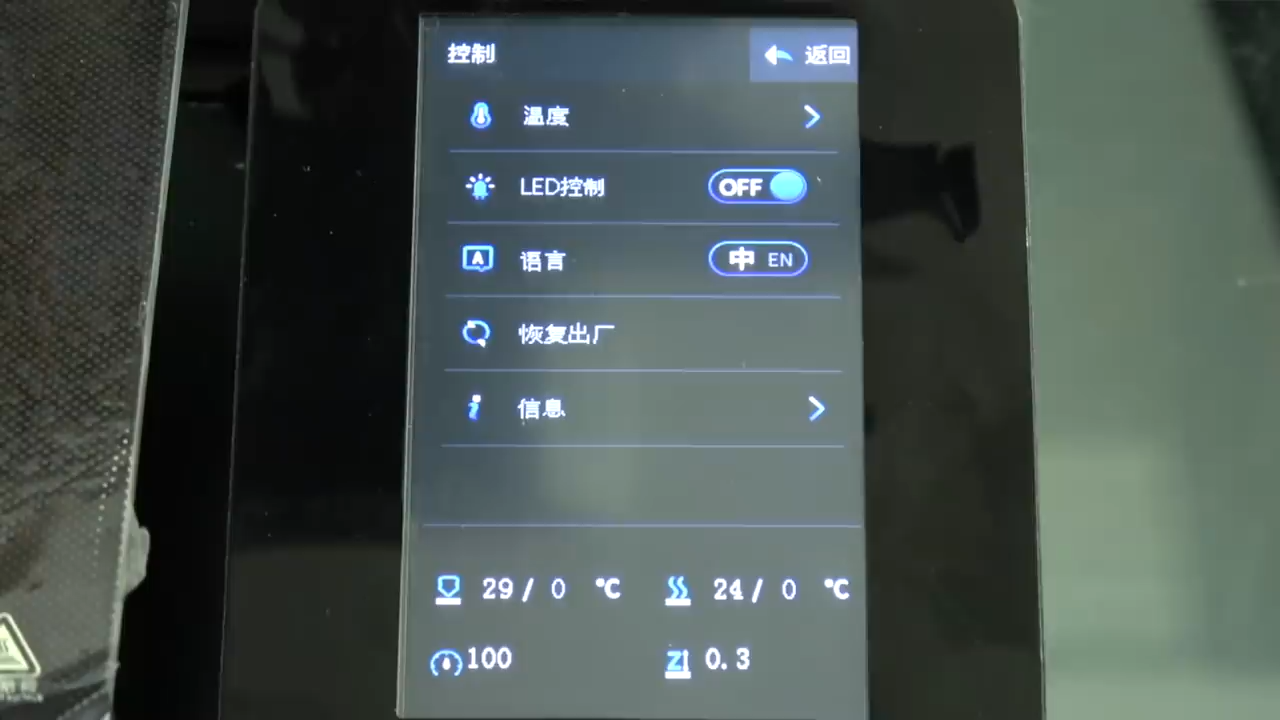 控制
返回
温度
LED控制
OFF
语言
中 EN
恢复出厂
信息
29 / 0 ℃
24 / 0 ℃
100
0.3